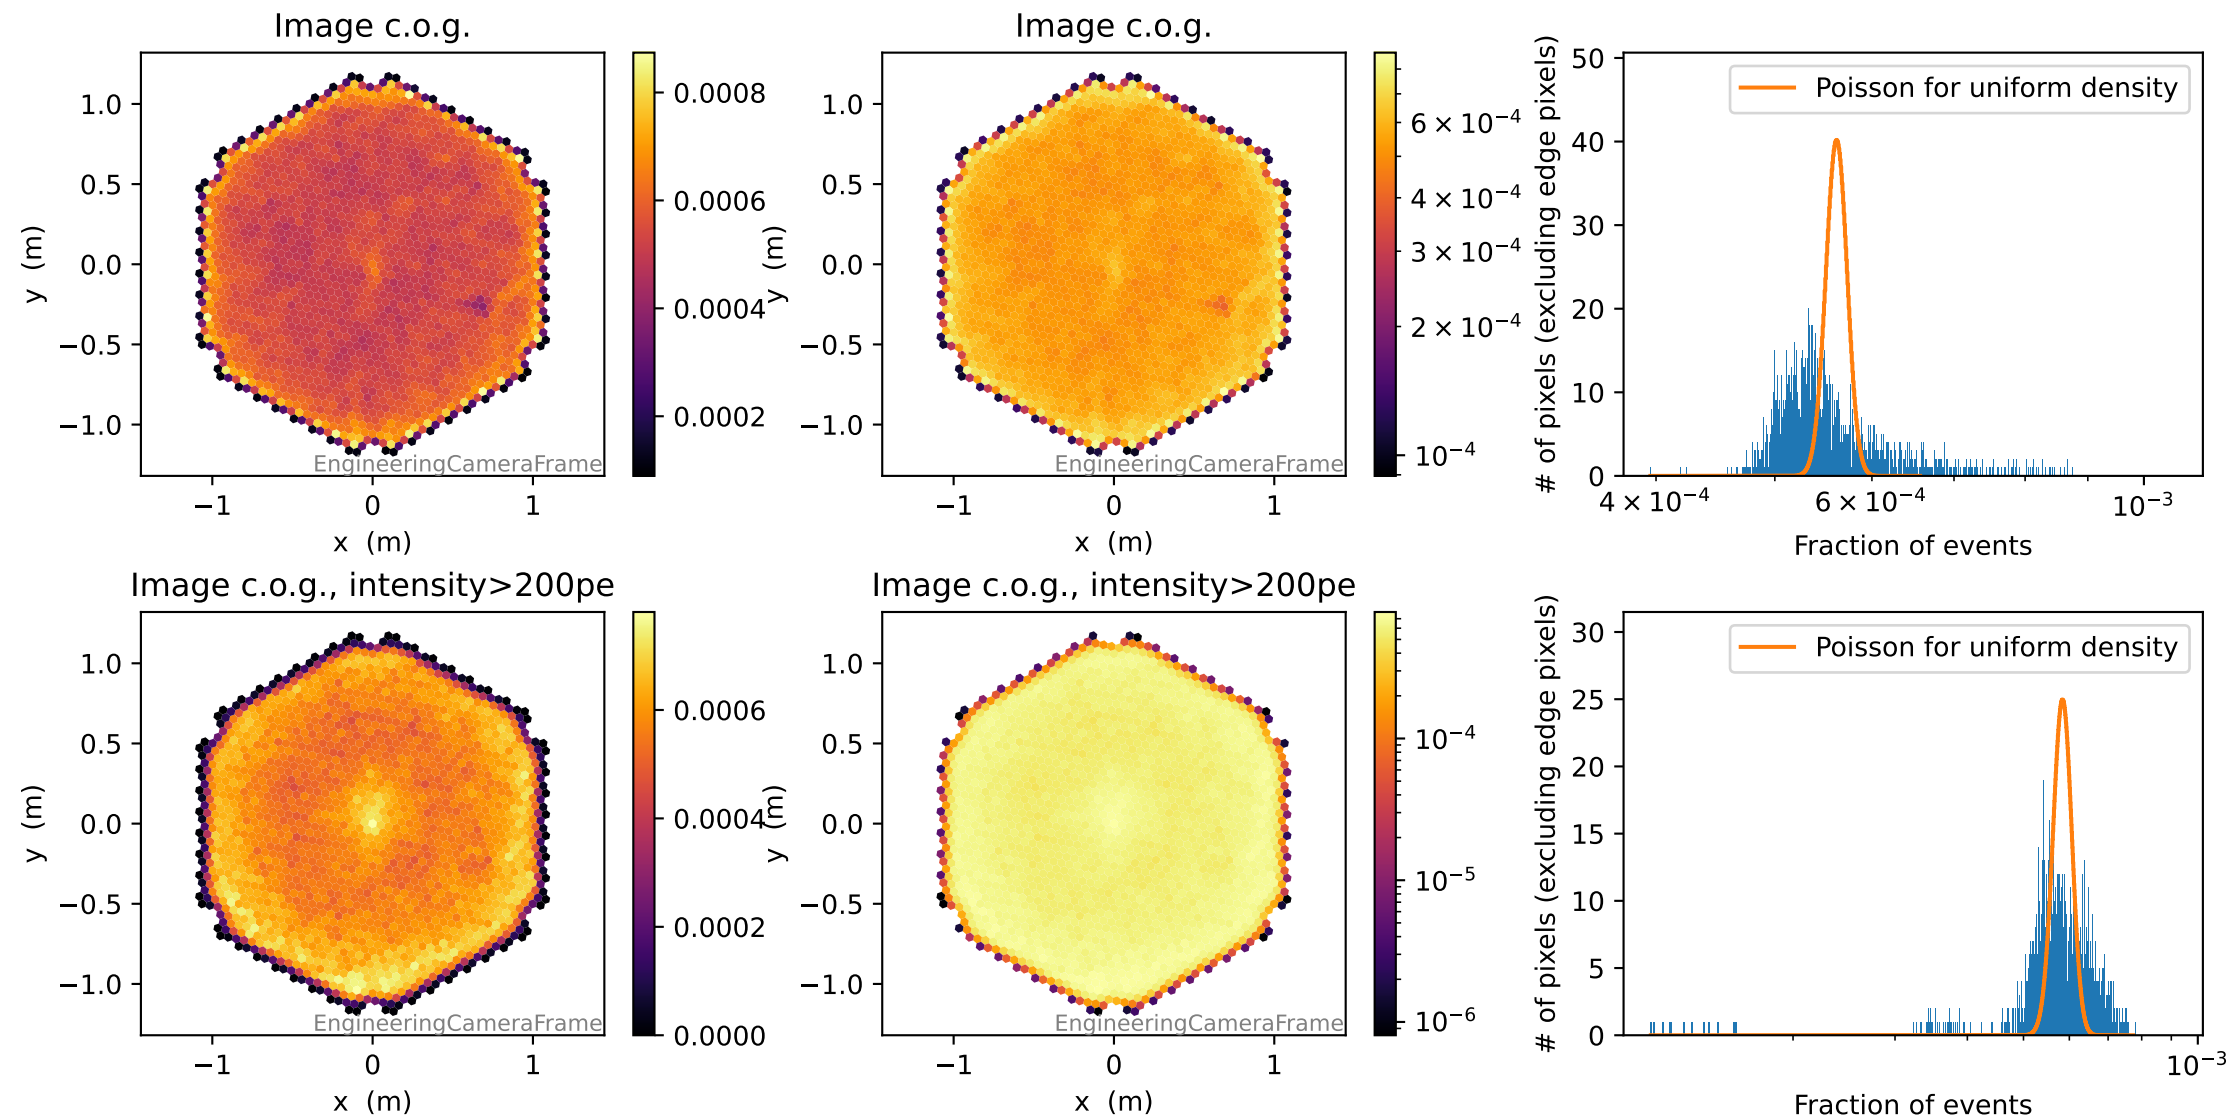 Image c.o.g.
y (m)
1.0
0.5
0.0
−0.5
−1.0
−1
0
1
x (m)
EngineeringCameraFrame
0.0008
0.0006
0.0004
0.0002
Image c.o.g.
y (m)
1.0
0.5
0.0
−0.5
−1.0
−1
0
1
x (m)
EngineeringCameraFrame
6 × 10⁻⁴
4 × 10⁻⁴
3 × 10⁻⁴
2 × 10⁻⁴
10⁻⁴
# of pixels (excluding edge pixels)
50
40
30
20
10
0
Poisson for uniform density
4 × 10⁻⁴
6 × 10⁻⁴
10⁻³
Fraction of events
Image c.o.g., intensity>200pe
y (m)
1.0
0.5
0.0
−0.5
−1.0
−1
0
1
x (m)
EngineeringCameraFrame
0.0006
0.0004
0.0002
0.0000
Image c.o.g., intensity>200pe
y (m)
1.0
0.5
0.0
−0.5
−1.0
−1
0
1
x (m)
EngineeringCameraFrame
10⁻⁴
10⁻⁵
10⁻⁶
# of pixels (excluding edge pixels)
30
25
20
15
10
5
0
Poisson for uniform density
10⁻³
Fraction of events